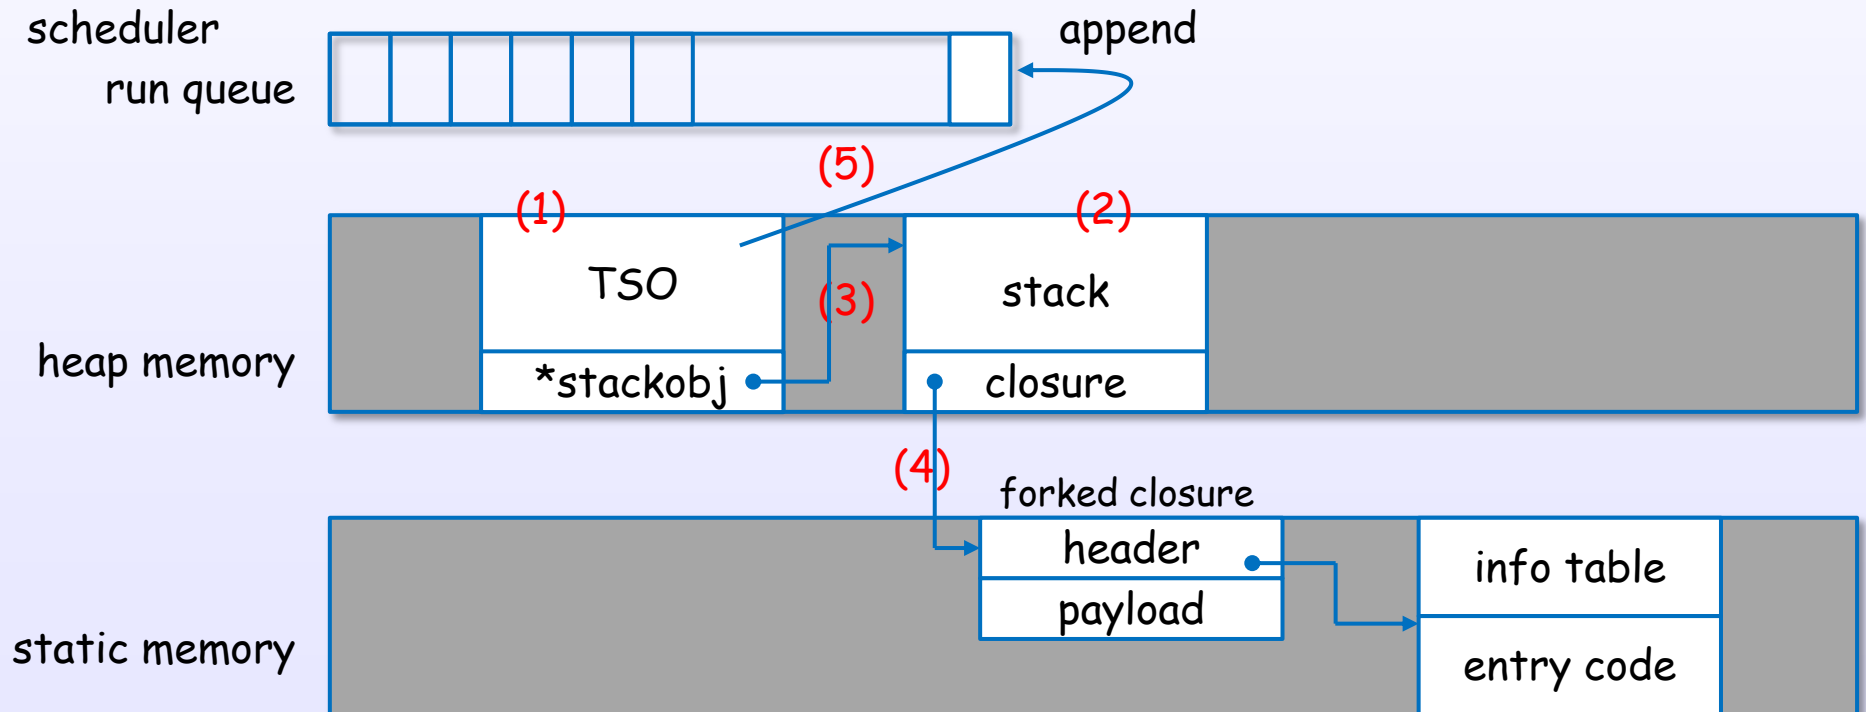 scheduler
append
run queue
(5)
(1)
(2)
TSO
stack
(3)
heap memory
*stackobj
closure
(4)
forked closure
header
info table
payload
static memory
entry code